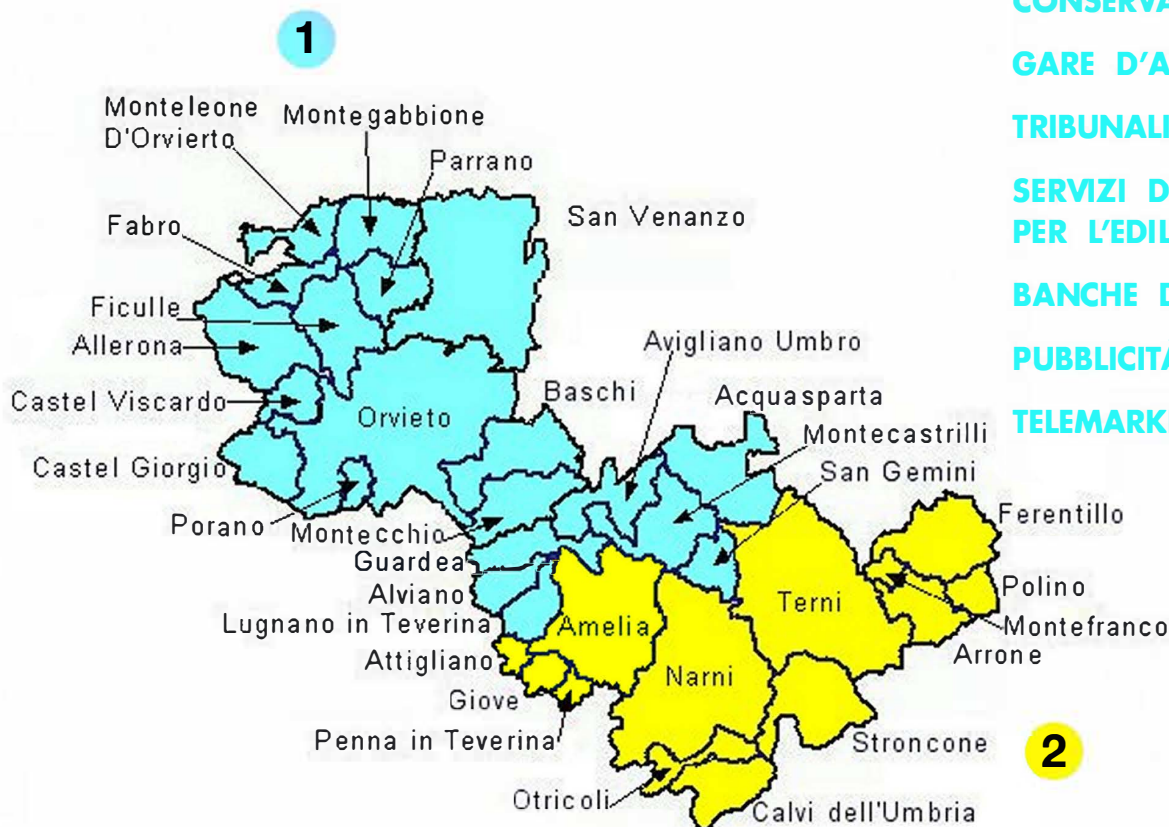 1
CONSERVA
GARE D'A
TRIBUNALI
SERVIZI D
PER L'EDIL
BANCHE D
PUBBLICITA
TELEMARK
Monteleone
D'Orvierto
Montegabbione
Parrano
San Venanzo
Fabro
Ficulle
Allerona
Avigliano Umbro
Castel Viscardo
Baschi
Acquasparta
Orvieto
Montecastrilli
Castel Giorgio
San Gemini
Porano
Montecchio
Ferentillo
Guardea
Alviano
Polino
Lugnano in Teverina
Amelia
Terni
Montefranco
Attigliano
Arrone
Narni
Giove
Penna in Teverina
Stroncone
2
Otricoli
Calvi dell'Umbria